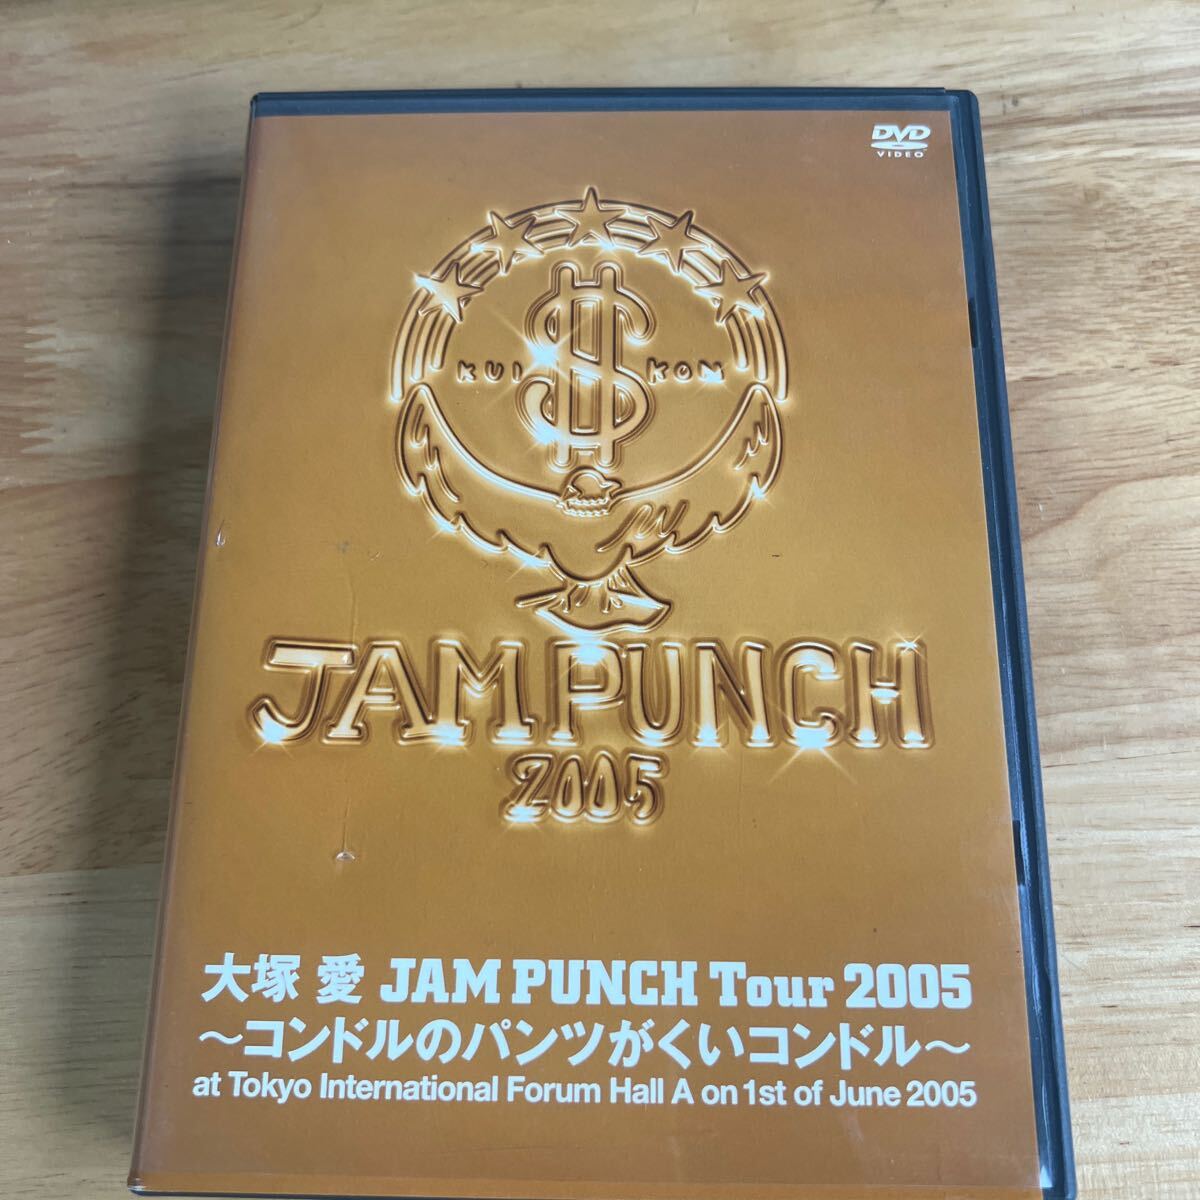 DVD
VIDEO
KUI $ KON
JAM PUNCH
2005
大塚 愛 JAM PUNCH Tour 2005
～コンドルのパンツがくいコンドル～
at Tokyo International Forum Hall A on 1st of June 2005